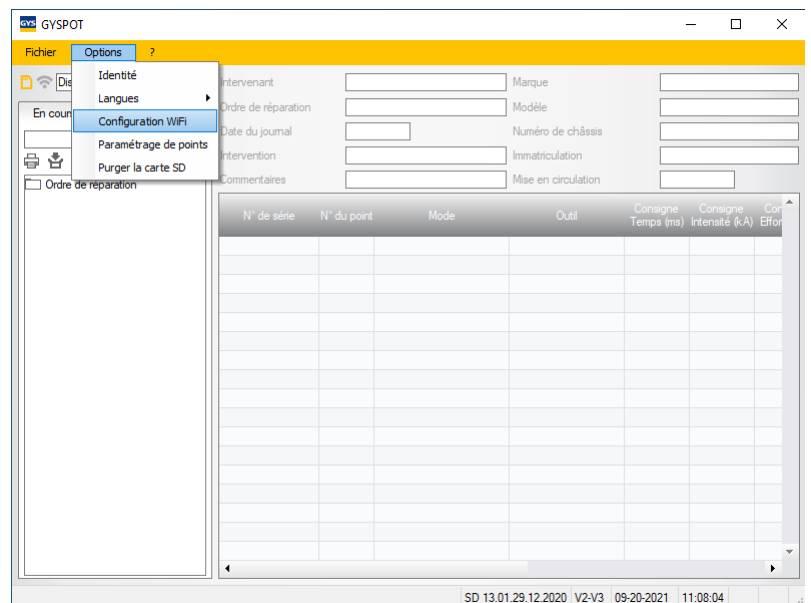 GYS GYSPOT
Fichier Options ?
Identité
Langues
Configuration WiFi
Paramétrage de points
Purger la carte SD
En cour
Ordre de réparation
Intervenant
Marque
Ordre de réparation
Modèle
Date du journal
Numéro de châssis
Intervention
Immatriculation
Commentaires
Mise en circulation
N° de série N° du point Mode Outil Consigne Temps (ms) Consigne Intensité (kA)
SD 13.01.29.12.2020 V2-V3 09-20-2021 11:08:04